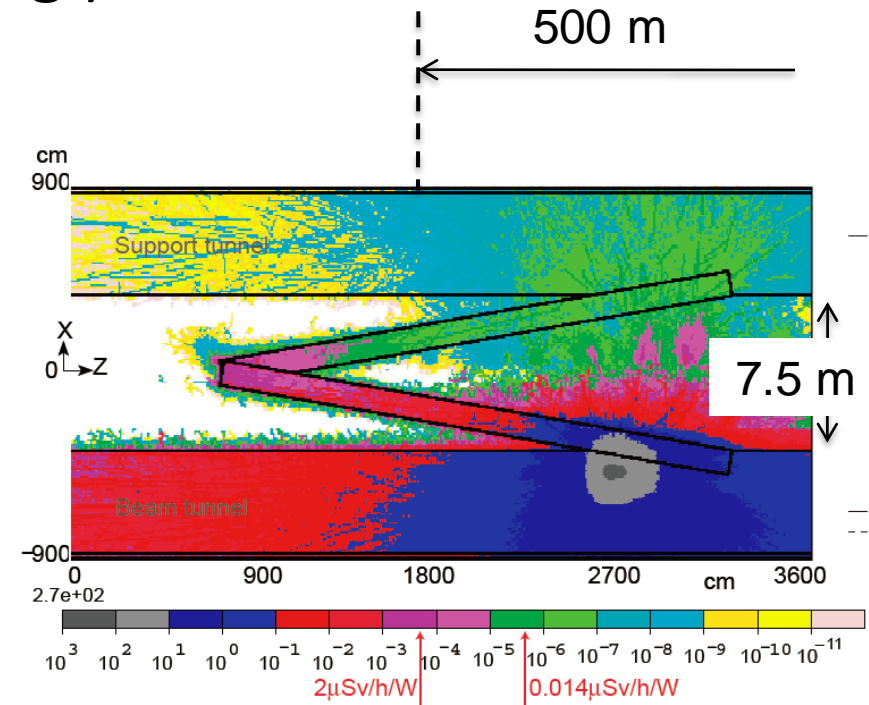 500 m
cm
900
Support tunnel
X
0
Z
7.5 m
Beam tunnel
-900
0 900 1800 2700 cm 3600
2.7e+02
10^3 10^2 10^1 10^0 10^-1 10^-2 10^-3 10^-4 10^-5 10^-6 10^-7 10^-8 10^-9 10^-10 10^-11
2μSv/h/W 0.014μSv/h/W